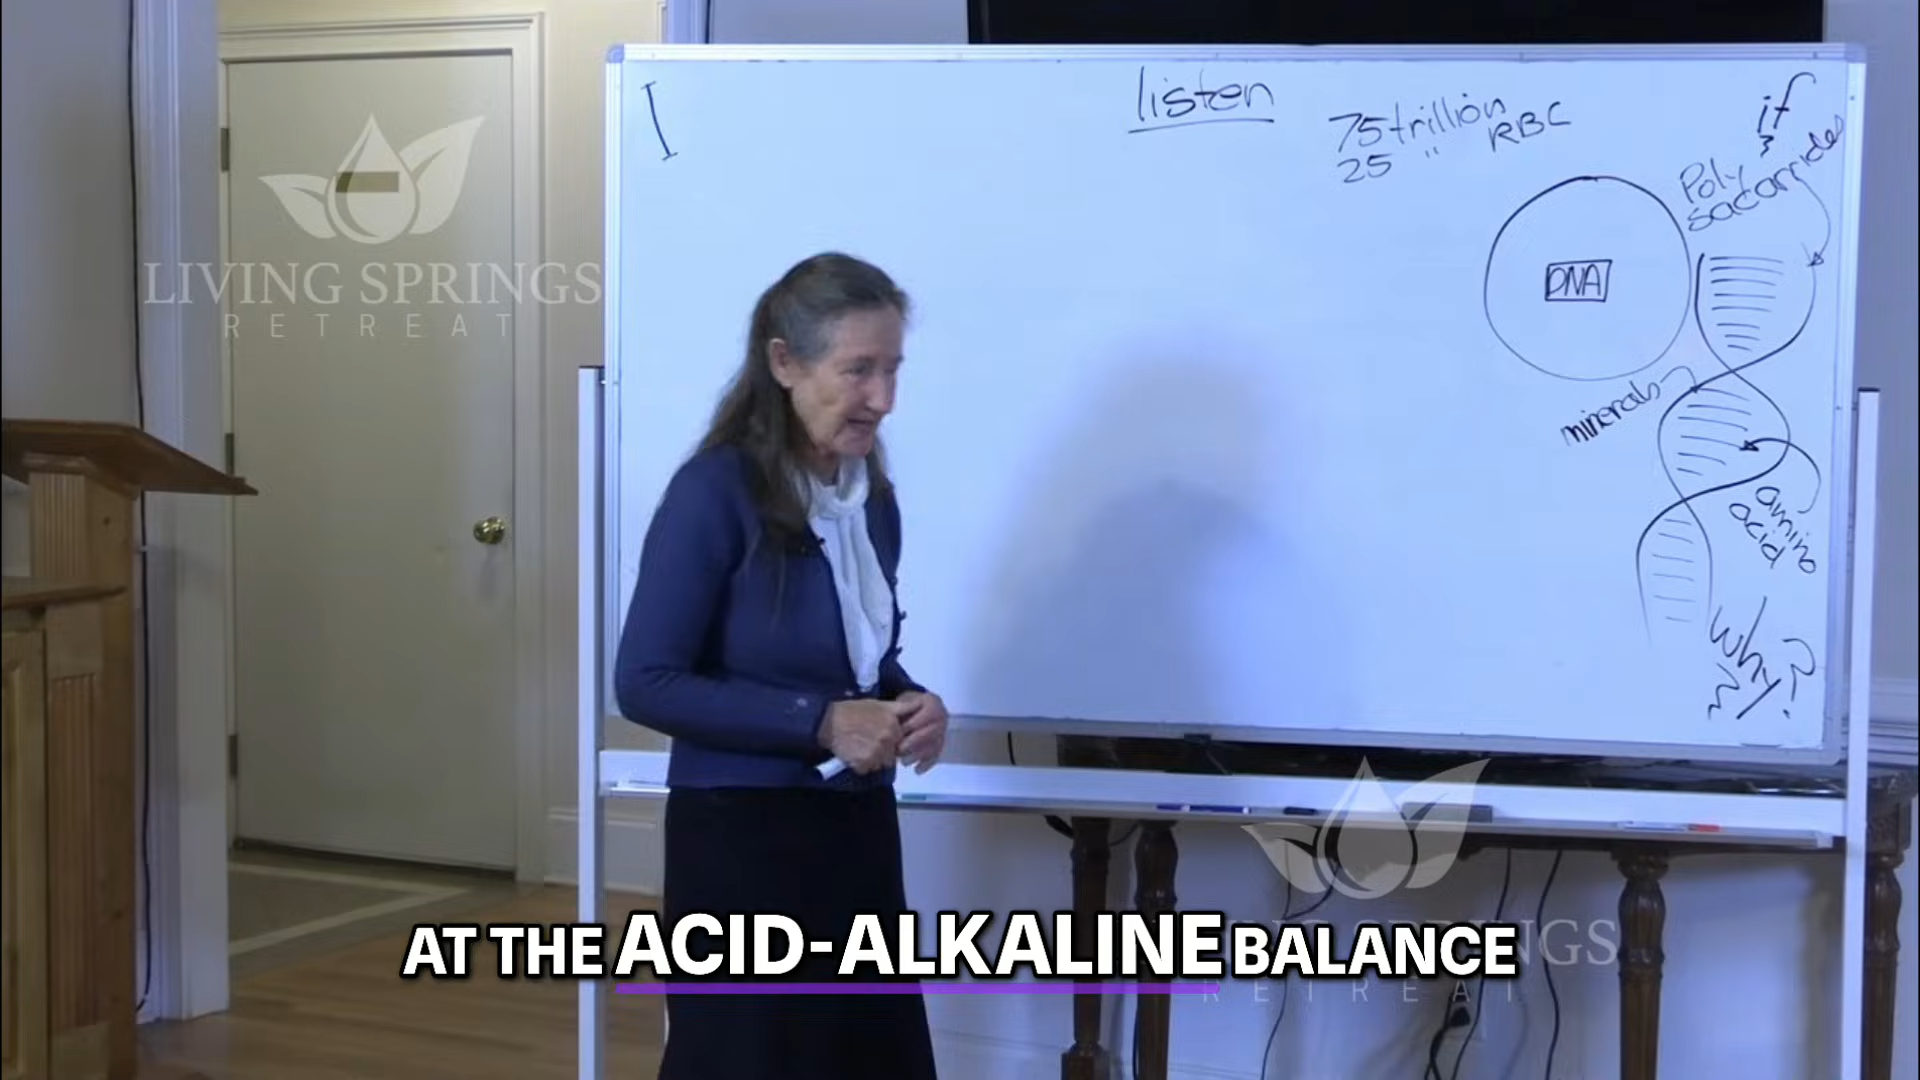 listen
75 trillion
25 " RBC
if
Poly
sacarrides
DNA
minerals
amino
acid
Why?
LIVING SPRINGS
RETREAT
AT THE ACID-ALKALINE BALANCE
NGS
RETREAT